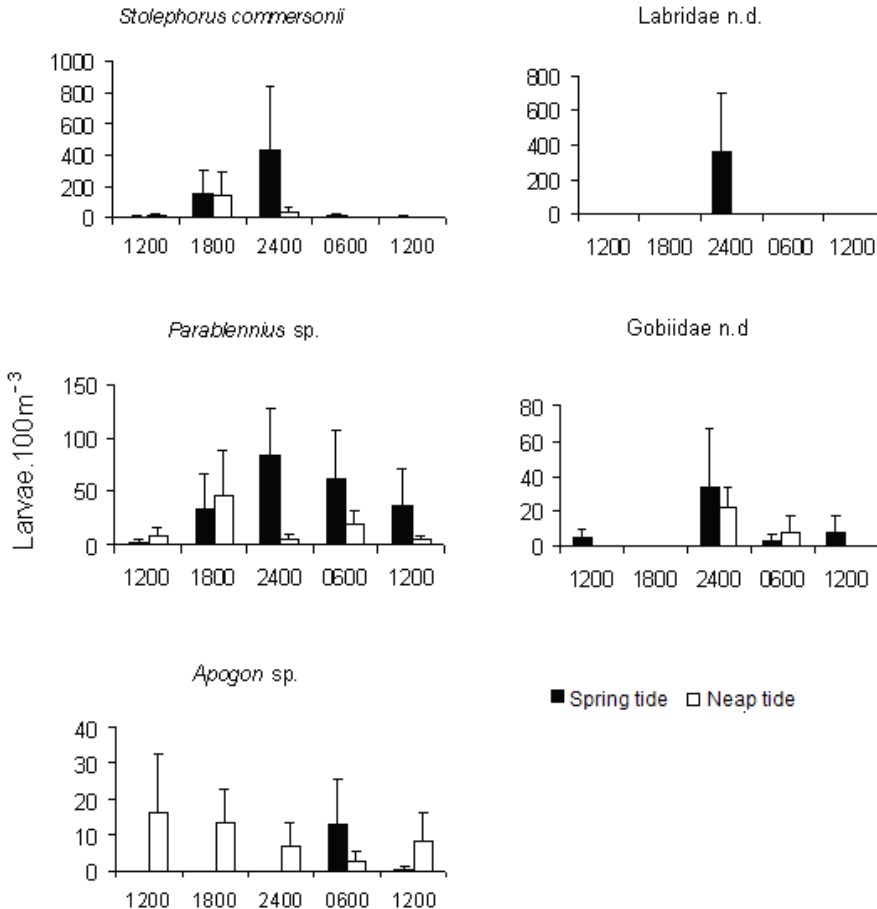 Stolephorus commersonii
1000
800
600
400
200
0
1200 1800 2400 0600 1200
Labridae n.d.
800
600
400
200
0
1200 1800 2400 0600 1200
Larvae.100m⁻³
Parablennius sp.
150
100
50
0
1200 1800 2400 0600 1200
Gobiidae n.d
80
60
40
20
0
1200 1800 2400 0600 1200
Apogon sp.
40
30
20
10
0
1200 1800 2400 0600 1200
Spring tide Neap tide